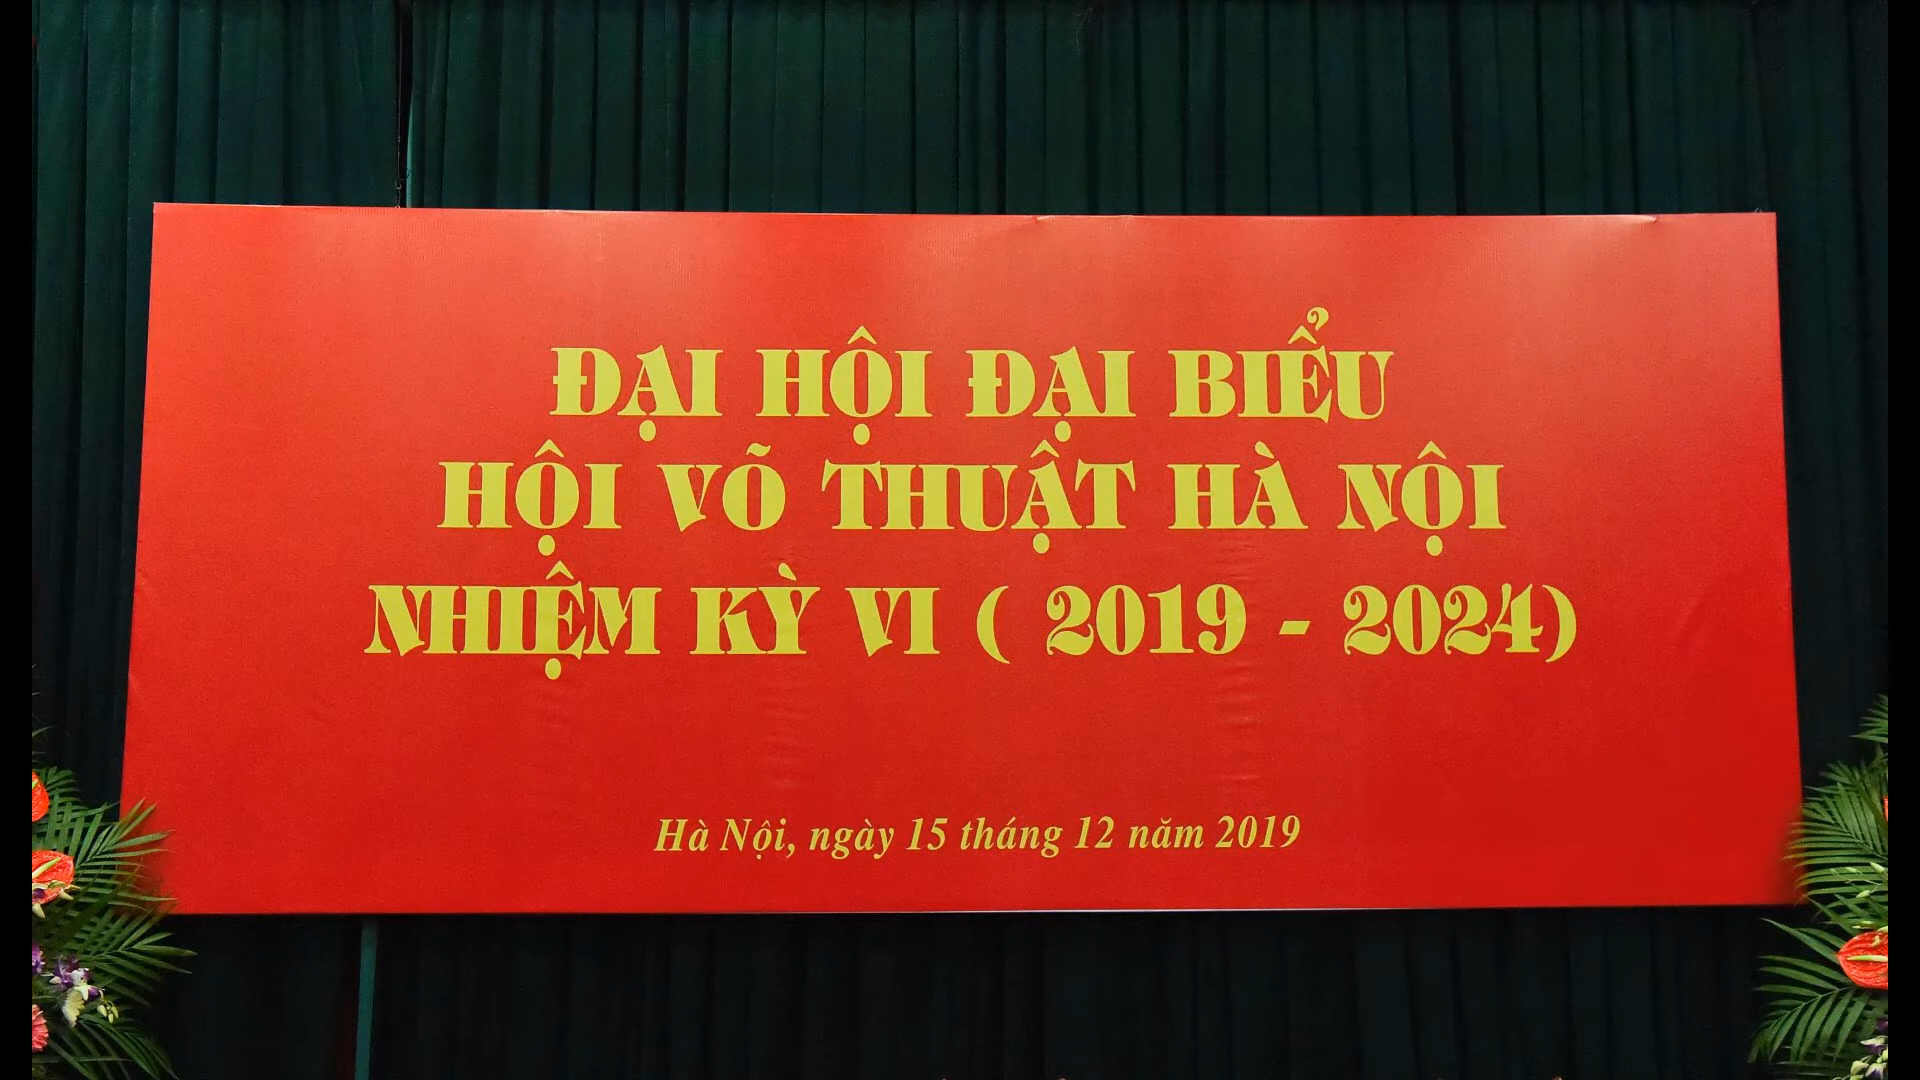 ĐẠI HỘI ĐẠI BIỂU
HỘI VÕ THUẬT HÀ NỘI
NHIỆM KỲ VI ( 2019 - 2024)
Hà Nội, ngày 15 tháng 12 năm 2019